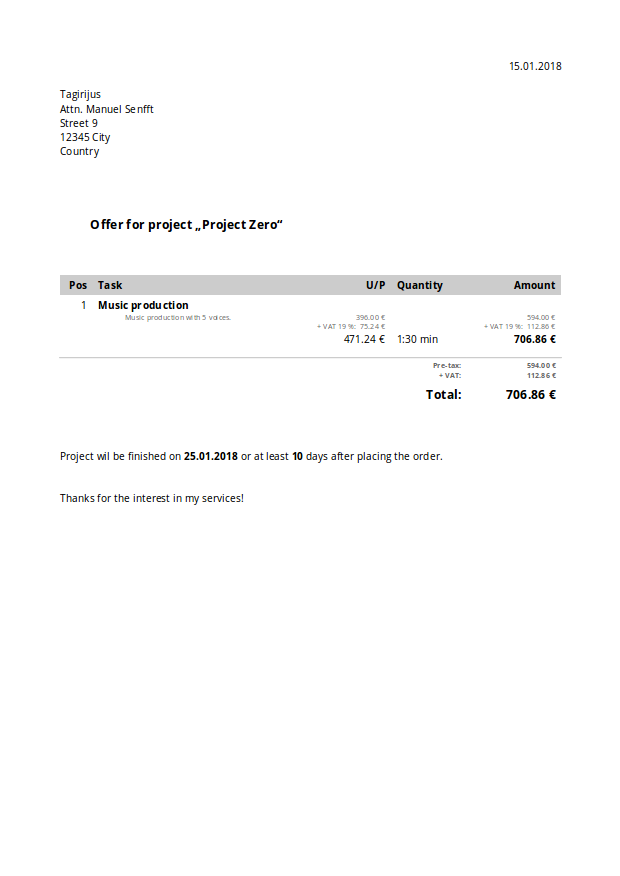 15.01.2018
Tagirijus
Attn. Manuel Senfft
Street 9
12345 City
Country
Offer for project „Project Zero“
Pos Task U/P Quantity Amount
1 Music production
Music production with 5 voices. 396.00 € 594.00 €
+ VAT 19 %: 75.24 € + VAT 19 %: 112.86 €
471.24 € 1:30 min 706.86 €
Pre-tax: 594.00 €
+ VAT: 112.86 €
Total: 706.86 €
Project wil be finished on 25.01.2018 or at least 10 days after placing the order.
Thanks for the interest in my services!